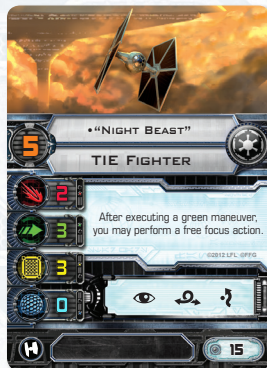 •“Night Beast”
5
TIE Fighter
2
3
3
0
After executing a green maneuver,
you may perform a free focus action.
©2012 LFL ©FFG
15